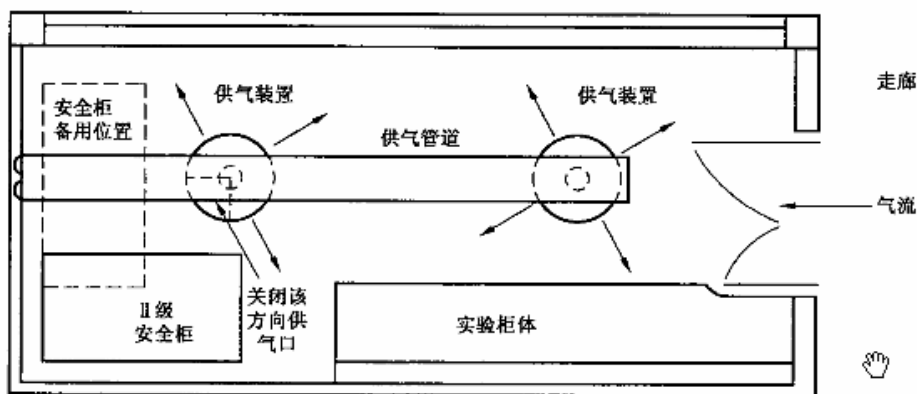 供气装置
供气装置
走廊
安全柜
备用位置
供气管道
气流
Ⅱ级
安全柜
关闭该
方向供
气口
实验柜体